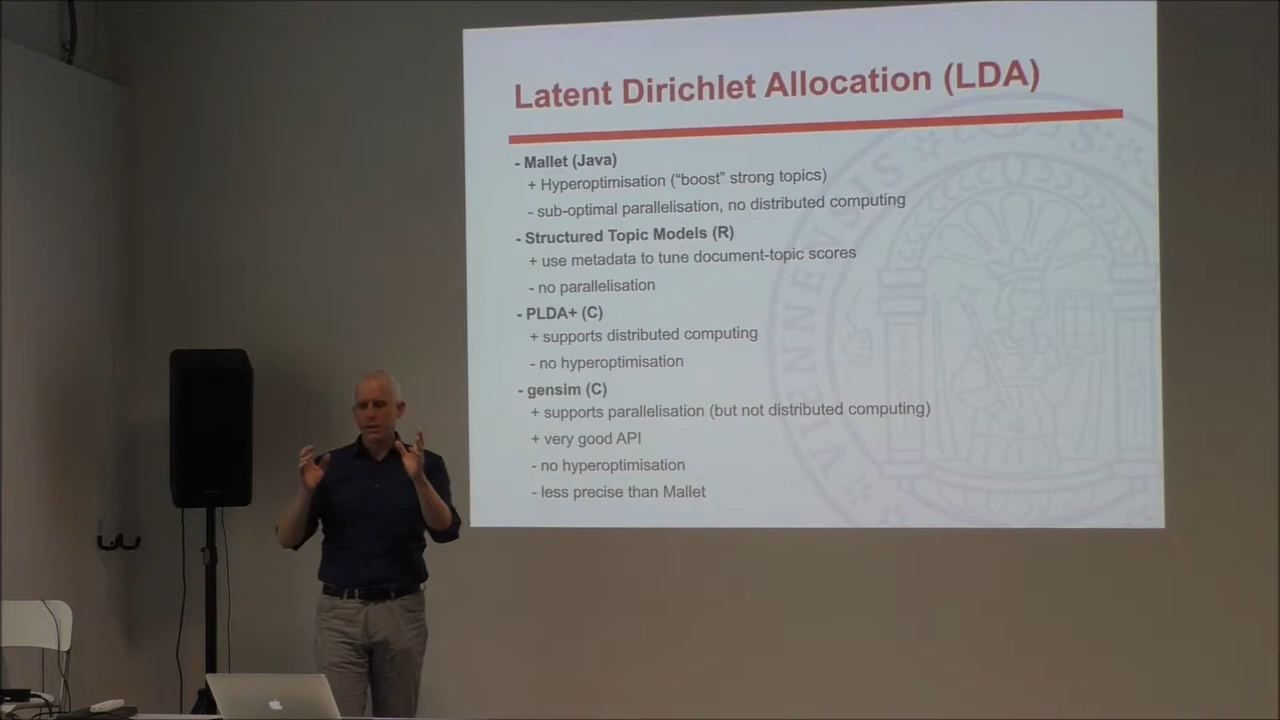 Latent Dirichlet Allocation (LDA)
- Mallet (Java)
+ Hyperoptimisation (“boost” strong topics)
- sub-optimal parallelisation, no distributed computing
- Structured Topic Models (R)
+ use metadata to tune document-topic scores
- no parallelisation
- PLDA+ (C)
+ supports distributed computing
- no hyperoptimisation
- gensim (C)
+ supports parallelisation (but not distributed computing)
+ very good API
- no hyperoptimisation
- less precise than Mallet
VIENNENSIS